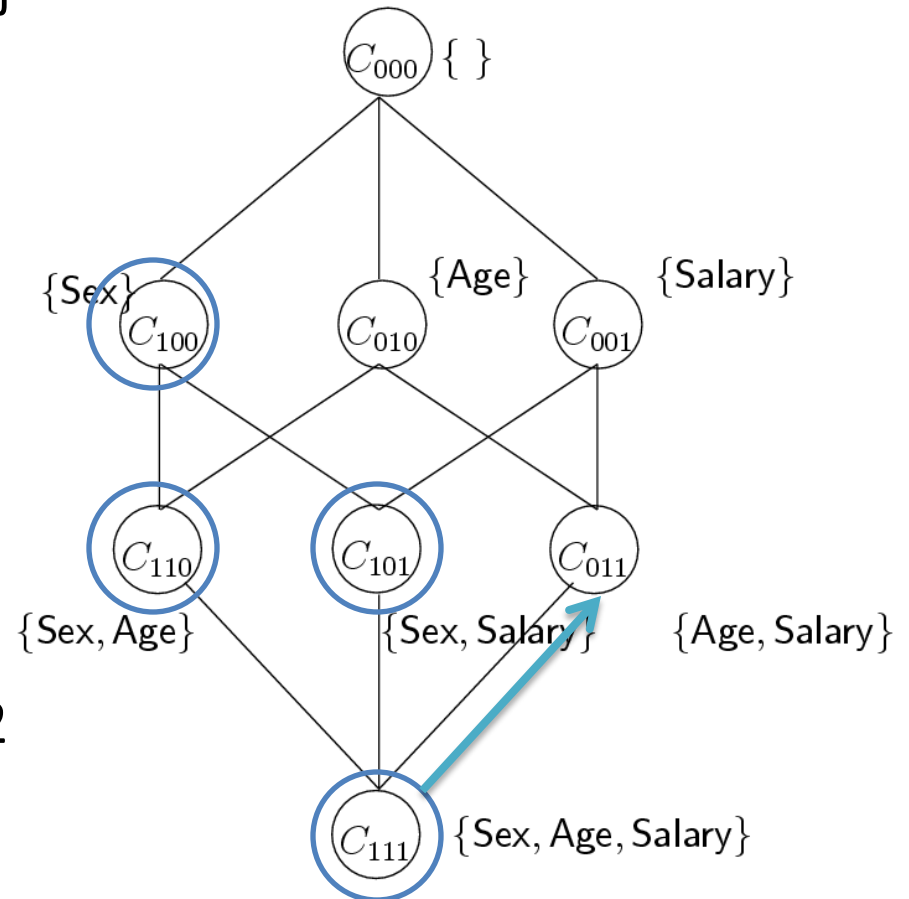 C000 { }
{Sex} {Age} {Salary}
C100 C010 C001
C110 C101 C011
{Sex, Age} {Sex, Salary} {Age, Salary}
2
C111 {Sex, Age, Salary}